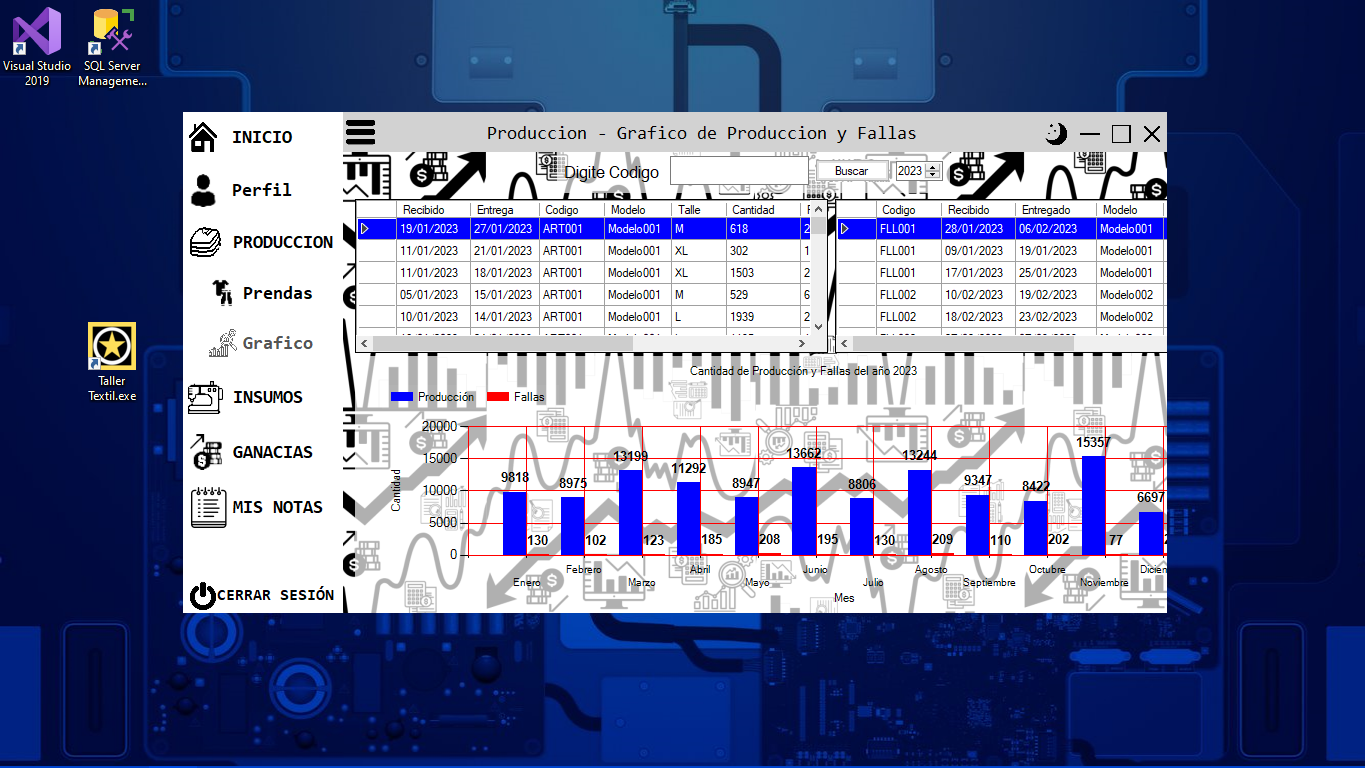 Visual Studio
2019
SQL Server
Manageme...
Taller
Textil.exe
INICIO
Perfil
PRODUCCION
Prendas
Grafico
INSUMOS
GANACIAS
MIS NOTAS
CERRAR SESIÓN
Produccion - Grafico de Produccion y Fallas
Digite Codigo
Buscar
2023
Recibido Entrega Codigo Modelo Talle Cantidad
19/01/2023 27/01/2023 ART001 Modelo001 M 618 2
11/01/2023 21/01/2023 ART001 Modelo001 XL 302 1
11/01/2023 18/01/2023 ART001 Modelo001 XL 1503 2
05/01/2023 15/01/2023 ART001 Modelo001 M 529 6
10/01/2023 14/01/2023 ART001 Modelo001 L 1939 2
Codigo Recibido Entregado Modelo
FLL001 28/01/2023 06/02/2023 Modelo001
FLL001 09/01/2023 19/01/2023 Modelo001
FLL001 17/01/2023 25/01/2023 Modelo001
FLL002 10/02/2023 19/02/2023 Modelo002
FLL002 18/02/2023 23/02/2023 Modelo002
Cantidad de Producción y Fallas del año 2023
Producción Fallas
Cantidad
20000
15000
10000
5000
0
9818 8975 13199 11292 8947 13662 8806 13244 9347 8422 15357 6697
130 102 123 185 208 195 130 209 110 202 77
Enero Febrero Marzo Abril Mayo Junio Julio Agosto Septiembre Octubre Noviembre Diciem
Mes